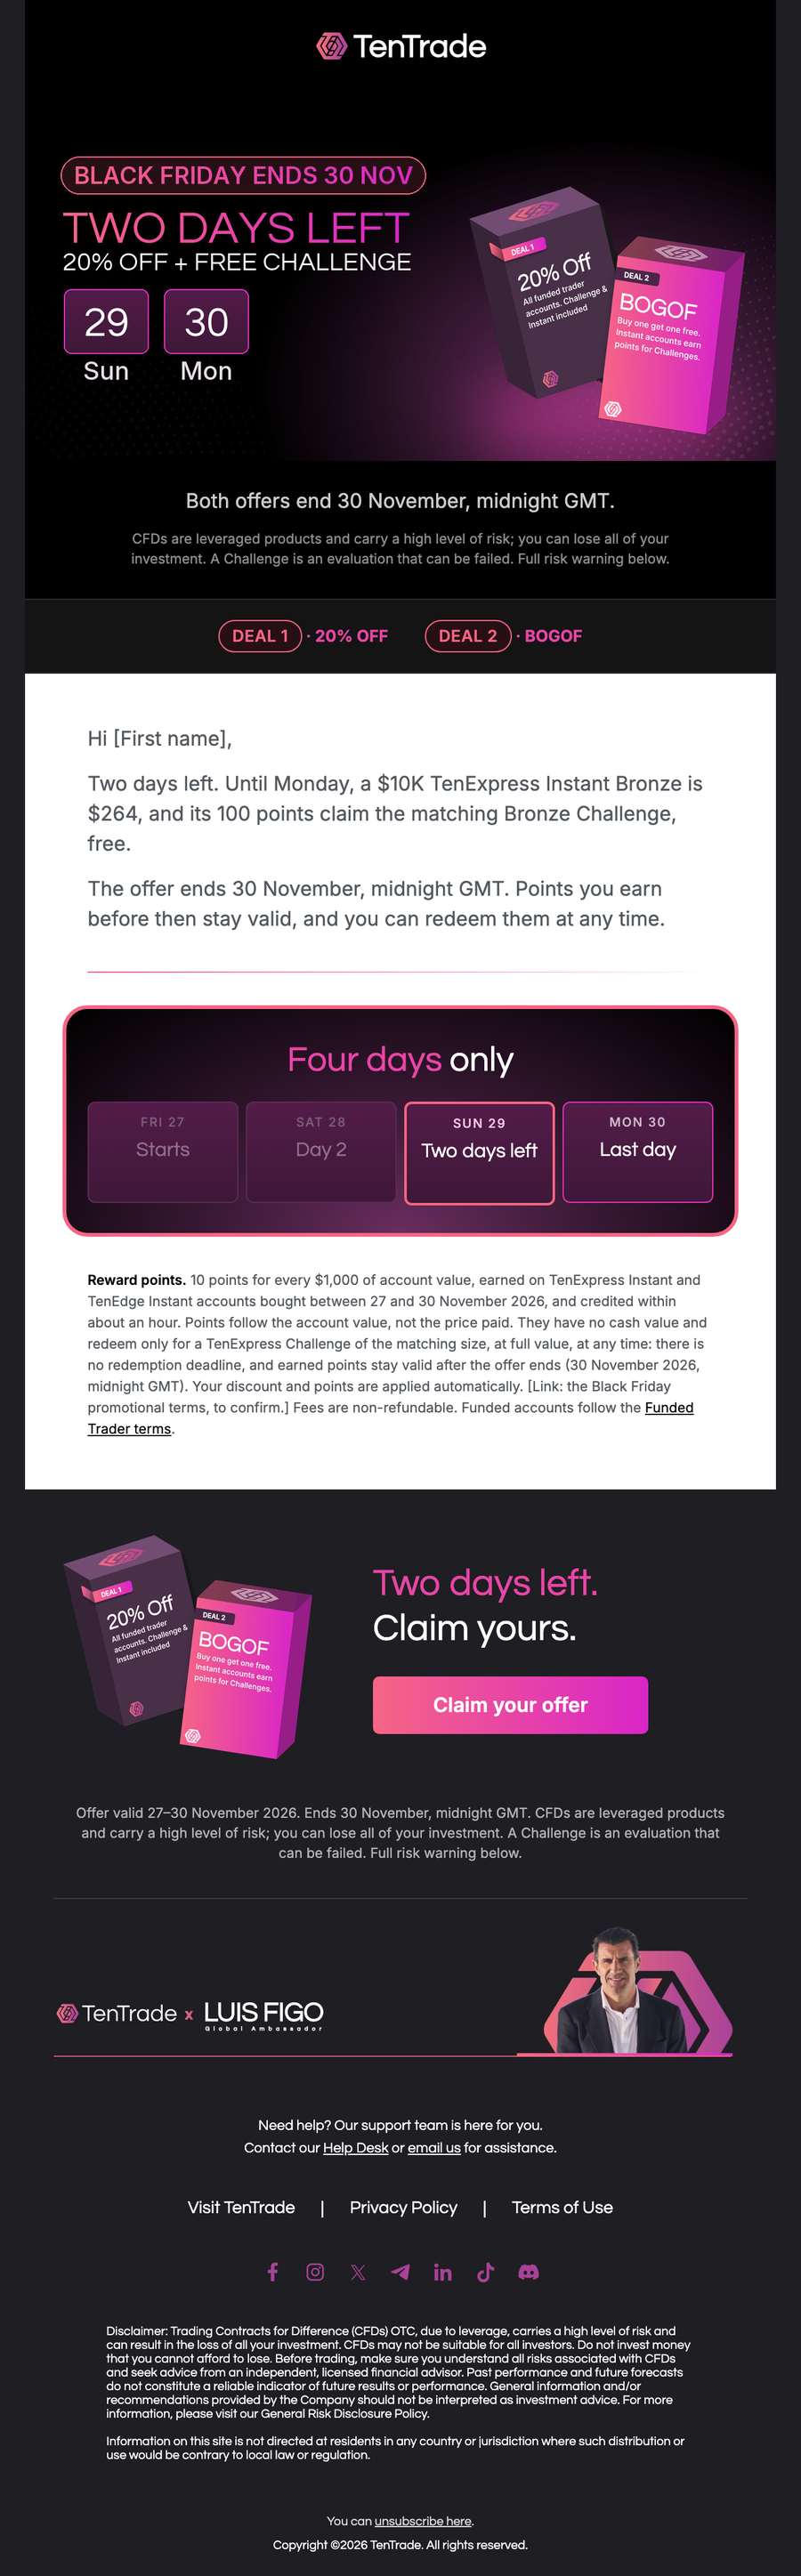 TenTrade
BLACK FRIDAY ENDS 30 NOV
TWO DAYS LEFT
20% OFF + FREE CHALLENGE
29 30
Sun Mon
DEAL 1
20% Off
All funded trader
accounts. Challenge &
Instant included
DEAL 2
BOGOF
Buy one get one free.
Instant accounts earn
points for Challenges.
Both offers end 30 November, midnight GMT.
CFDs are leveraged products and carry a high level of risk; you can lose all of your
investment. A Challenge is an evaluation that can be failed. Full risk warning below.
DEAL 1 · 20% OFF DEAL 2 · BOGOF
Hi [First name],
Two days left. Until Monday, a $10K TenExpress Instant Bronze is
$264, and its 100 points claim the matching Bronze Challenge,
free.
The offer ends 30 November, midnight GMT. Points you earn
before then stay valid, and you can redeem them at any time.
Four days only
FRI 27 SAT 28 SUN 29 MON 30
Starts Day 2 Two days left Last day
Reward points. 10 points for every $1,000 of account value, earned on TenExpress Instant and
TenEdge Instant accounts bought between 27 and 30 November 2026, and credited within
about an hour. Points follow the account value, not the price paid. They have no cash value and
redeem only for a TenExpress Challenge of the matching size, at full value, at any time: there is
no redemption deadline, and earned points stay valid after the offer ends (30 November 2026,
midnight GMT). Your discount and points are applied automatically. [Link: the Black Friday
promotional terms, to confirm.] Fees are non-refundable. Funded accounts follow the Funded
Trader terms.
DEAL 1
20% Off
All funded trader
accounts. Challenge &
Instant included
DEAL 2
BOGOF
Buy one get one free.
Instant accounts earn
points for Challenges.
Two days left.
Claim yours.
Claim your offer
Offer valid 27–30 November 2026. Ends 30 November, midnight GMT. CFDs are leveraged products
and carry a high level of risk; you can lose all of your investment. A Challenge is an evaluation that
can be failed. Full risk warning below.
TenTrade x LUIS FIGO
Global Ambassador
Need help? Our support team is here for you.
Contact our Help Desk or email us for assistance.
Visit TenTrade | Privacy Policy | Terms of Use
Disclaimer: Trading Contracts for Difference (CFDs) OTC, due to leverage, carries a high level of risk and
can result in the loss of all your investment. CFDs may not be suitable for all investors. Do not invest money
that you cannot afford to lose. Before trading, make sure you understand all risks associated with CFDs
and seek advice from an independent, licensed financial advisor. Past performance and future forecasts
do not constitute a reliable indicator of future results or performance. General information and/or
recommendations provided by the Company should not be interpreted as investment advice. For more
information, please visit our General Risk Disclosure Policy.
Information on this site is not directed at residents in any country or jurisdiction where such distribution or
use would be contrary to local law or regulation.
You can unsubscribe here.
Copyright ©2026 TenTrade. All rights reserved.